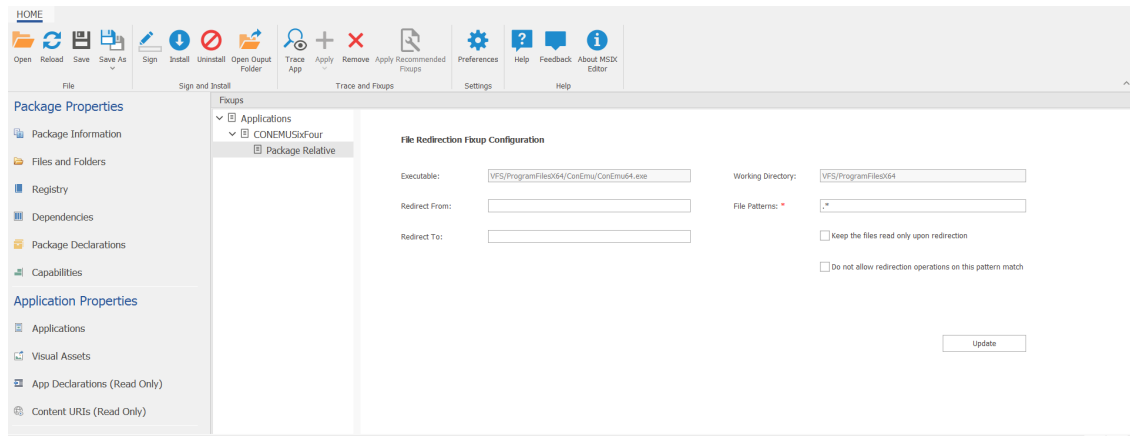 HOME
Open Reload Save Save As Sign Install Uninstall Open Ouput Folder Trace App Apply Remove Apply Recommended Fixups Preferences Help Feedback About MSIX Editor
File Sign and Install Trace and Fixups Settings Help
Package Properties
Package Information
Files and Folders
Registry
Dependencies
Package Declarations
Capabilities
Application Properties
Applications
Visual Assets
App Declarations (Read Only)
Content URIs (Read Only)
Fixups
Applications
CONEMUSixFour
Package Relative
File Redirection Fixup Configuration
Executable: VFS/ProgramFilesX64/ConEmu/ConEmu64.exe Working Directory: VFS/ProgramFilesX64
Redirect From: File Patterns: * .*
Redirect To: Keep the files read only upon redirection
Do not allow redirection operations on this pattern match
Update